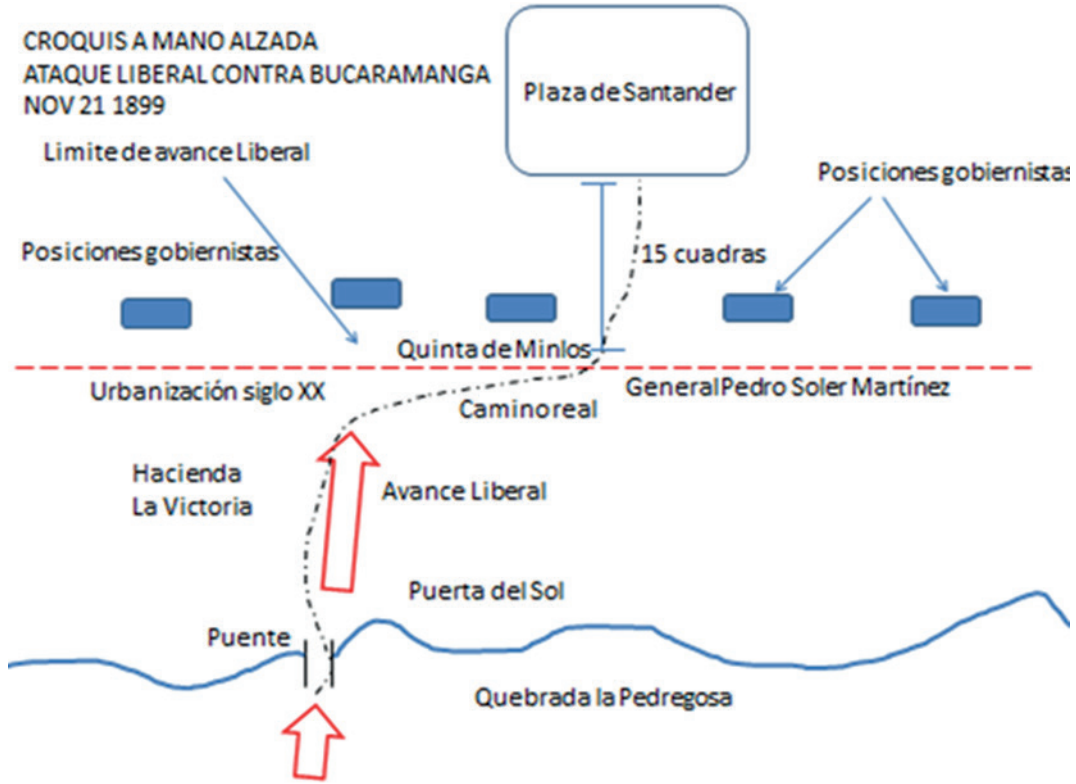 CROQUIS A MANO ALZADA
ATAQUE LIBERAL CONTRA BUCARAMANGA
NOV 21 1899
Plaza de Santander
Limite de avance Liberal
Posiciones gobiernistas
Posiciones gobiernistas
15 cuadras
Quinta de Minlos
Urbanización siglo XX
General Pedro Soler Martínez
Camino real
Hacienda
La Victoria
Avance Liberal
Puerta del Sol
Puente
Quebrada la Pedregosa